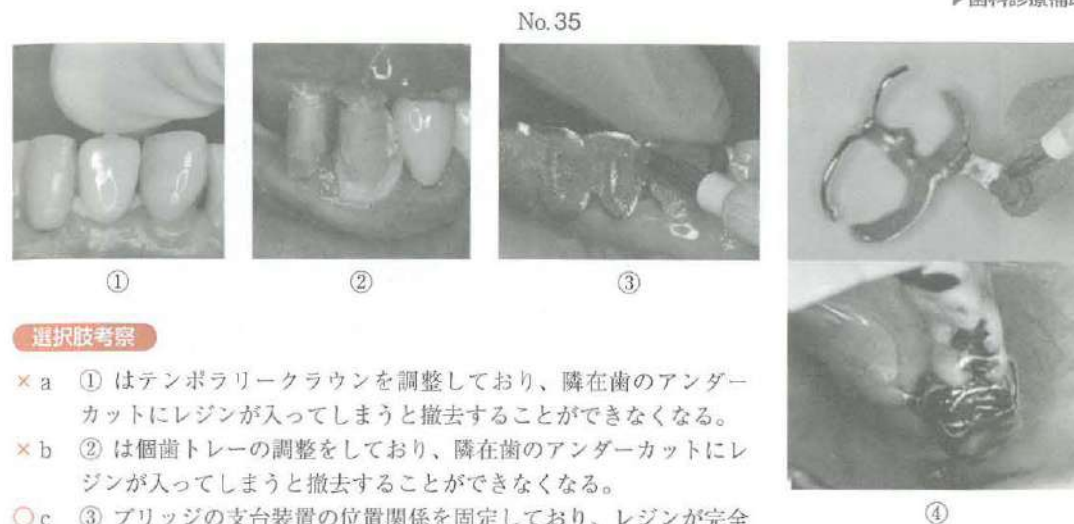 歯科診療補助
No. 35
①
②
③
④
選択肢考察
× a ① はテンポラリークラウンを調整しており、隣在歯のアンダー
カットにレジンが入ってしまうと撤去することができなくなる。
× b ② は個歯トレーの調整をしており、隣在歯のアンダーカットにレ
ジンが入ってしまうと撤去することができなくなる。
○ c ③ ブリッジの支台装置の位置関係を固定しており、レジンが完全